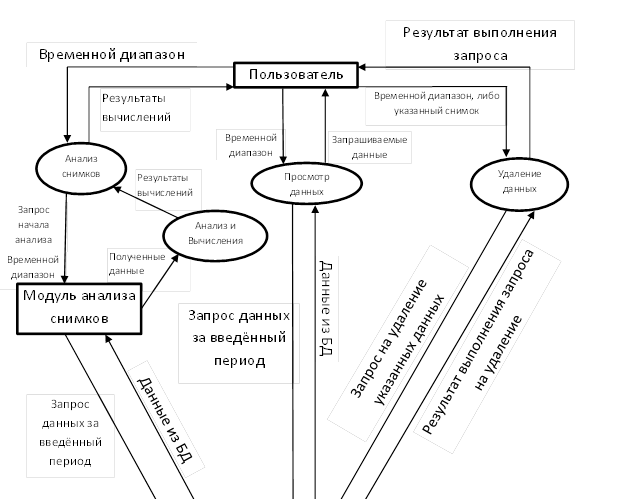 Временной диапазон
Результат выполнения
запроса
Пользователь
Результаты
вычислений
Временной диапазон, либо
указанный снимок
Временной
диапазон
Запрашиваемые
данные
Анализ
снимков
Результаты
вычислений
Просмотр
данных
Удаление
данных
Запрос
начала
анализа
Временной
диапазон
Анализ и
Вычисления
Полученные
данные
Модуль анализа
снимков
Запрос данных
за введённый
период
Данные из БД
Запрос на удаление
указанных данных
Результат выполнения запроса
на удаление
Запрос
данных за
введённый
период
Данные из БД